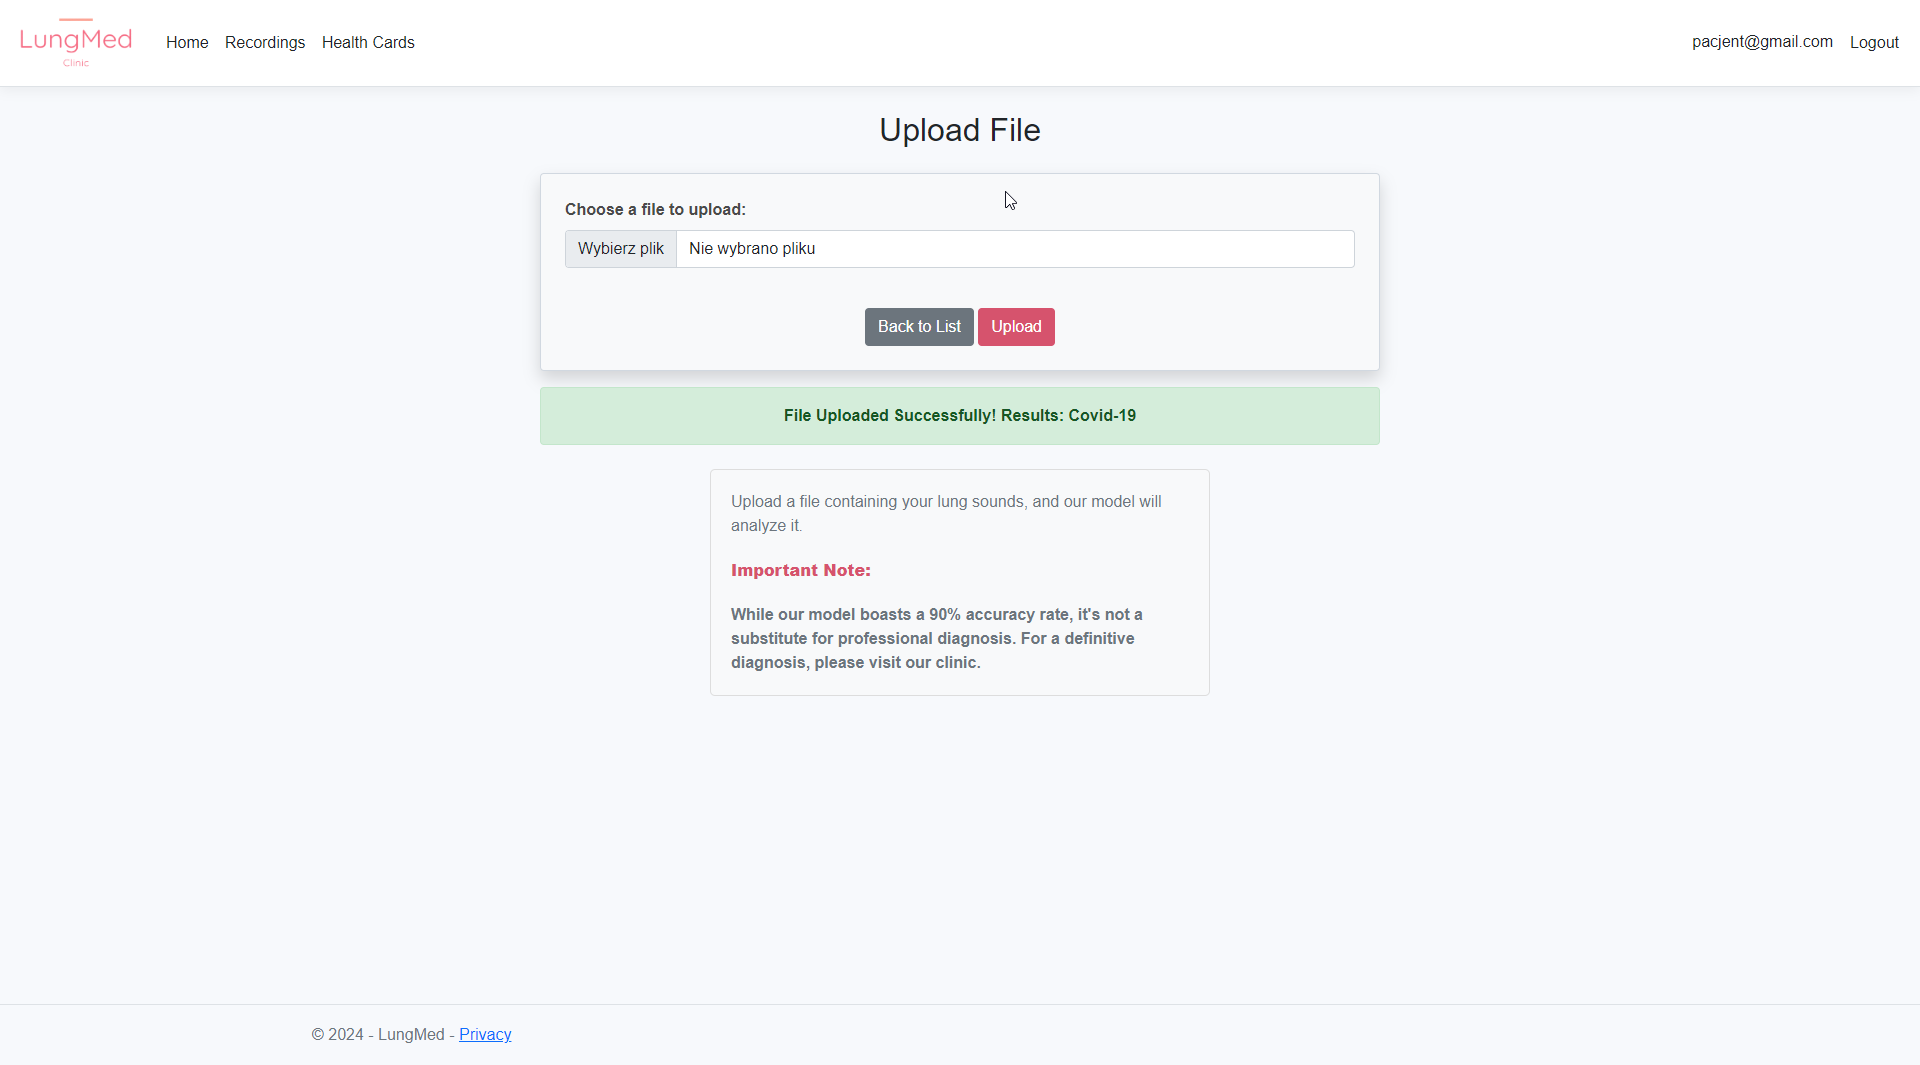 LungMed
Clinic
Home
Recordings
Health Cards
pacjent@gmail.com
Logout
Upload File
Choose a file to upload:
Wybierz plik
Nie wybrano pliku
Back to List
Upload
File Uploaded Successfully! Results: Covid-19
Upload a file containing your lung sounds, and our model will
analyze it.
Important Note:
While our model boasts a 90% accuracy rate, it's not a
substitute for professional diagnosis. For a definitive
diagnosis, please visit our clinic.
© 2024 - LungMed - Privacy